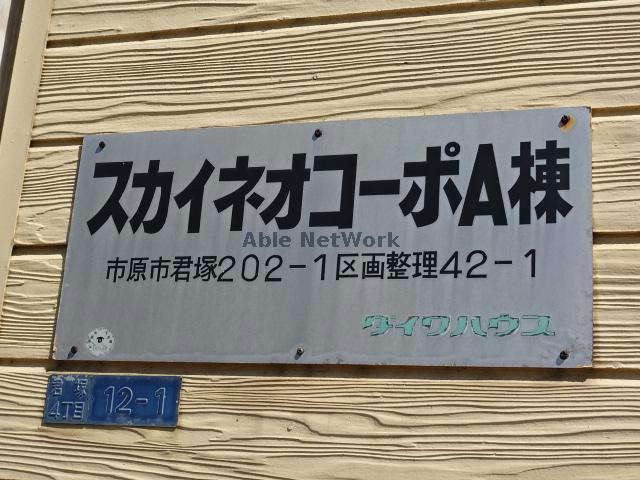 スカイネオコーポA棟
Able NetWork
市原市君塚202-1区画整理42-1
ダイワハウス
君塚
4丁目
12-1